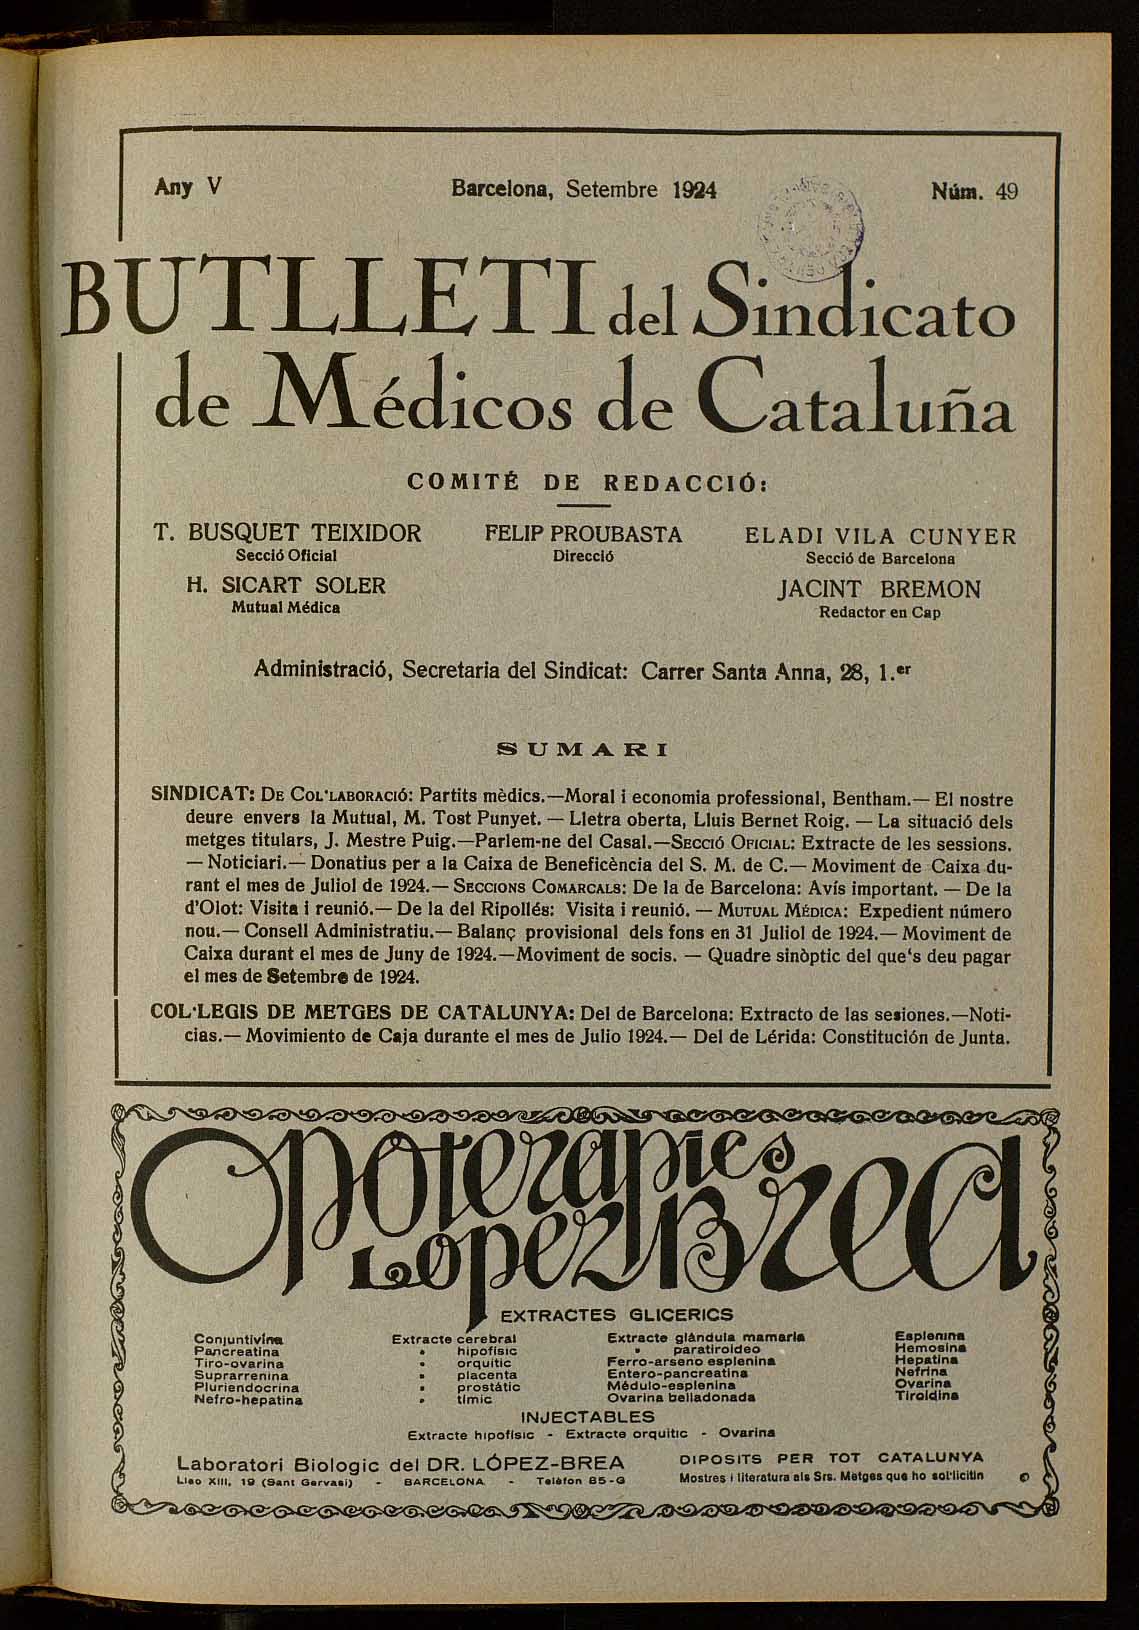 Any V Barcelona, Setembre 1924 Núm. 49
BUTLLETI del Sindicato
de Médicos de Cataluña
COMITÉ DE REDACCIÓ:
T. BUSQUET TEIXIDOR FELIP PROUBASTA ELADI VILA CUNYER
Secció Oficial Direcció Secció de Barcelona
H. SICART SOLER JACINT BREMON
Mutual Médica Redactor en Cap
Administració, Secretaria del Sindicat: Carrer Santa Anna, 28, 1.er
SUMARI
SINDICAT: DE COL'LABORACIÓ: Partits mèdics.—Moral i economia professional, Bentham.— El nostre
deure envers la Mutual, M. Tost Punyet. — Lletra oberta, Lluis Bernet Roig. — La situació dels
metges titulars, J. Mestre Puig.—Parlem-ne del Casal.—SECCIÓ OFICIAL: Extracte de les sessions.
— Noticiari.— Donatius per a la Caixa de Beneficència del S. M. de C.— Moviment de Caixa du-
rant el mes de Juliol de 1924.— SECCIONS COMARCALS: De la de Barcelona: Avís important. — De la
d'Olot: Visita i reunió.— De la del Ripollés: Visita i reunió. — MUTUAL MÉDICA: Expedient número
nou.— Consell Administratiu.— Balanç provisional dels fons en 31 Juliol de 1924.— Moviment de
Caixa durant el mes de Juny de 1924.—Moviment de socis. — Quadre sinòptic del que's deu pagar
el mes de Setembre de 1924.
COL·LEGIS DE METGES DE CATALUNYA: Del de Barcelona: Extracto de las sesiones.—Noti-
cias.— Movimiento de Caja durante el mes de Julio 1924.— Del de Lérida: Constitución de Junta.
Opoterapies
Lopez Brea
EXTRACTES GLICERICS
Conjuntivina Extracte cerebral Extracte glàndula mamaria Esplenina
Pancreatina " hipofísic " paratiroideo Hemosina
Tiro-ovarina " orquitic Ferro-arseno esplenina Hepatina
Suprarrenina " placenta Entero-pancreatina Nefrina
Pluriendocrina " prostàtic Médulo-esplenina Ovarina
Nefro-hepatina " timic Ovarina belladonada Tiroidina
INJECTABLES
Extracte hipofísic - Extracte orquitic - Ovarina
Laboratori Biologic del DR. LÓPEZ-BREA DIPOSITS PER TOT CATALUNYA
Lleo XIII, 19 (Sant Gervasi) - BARCELONA - Telèfon 85-G Mostres i literatura als Srs. Metges que ho sol·licitin